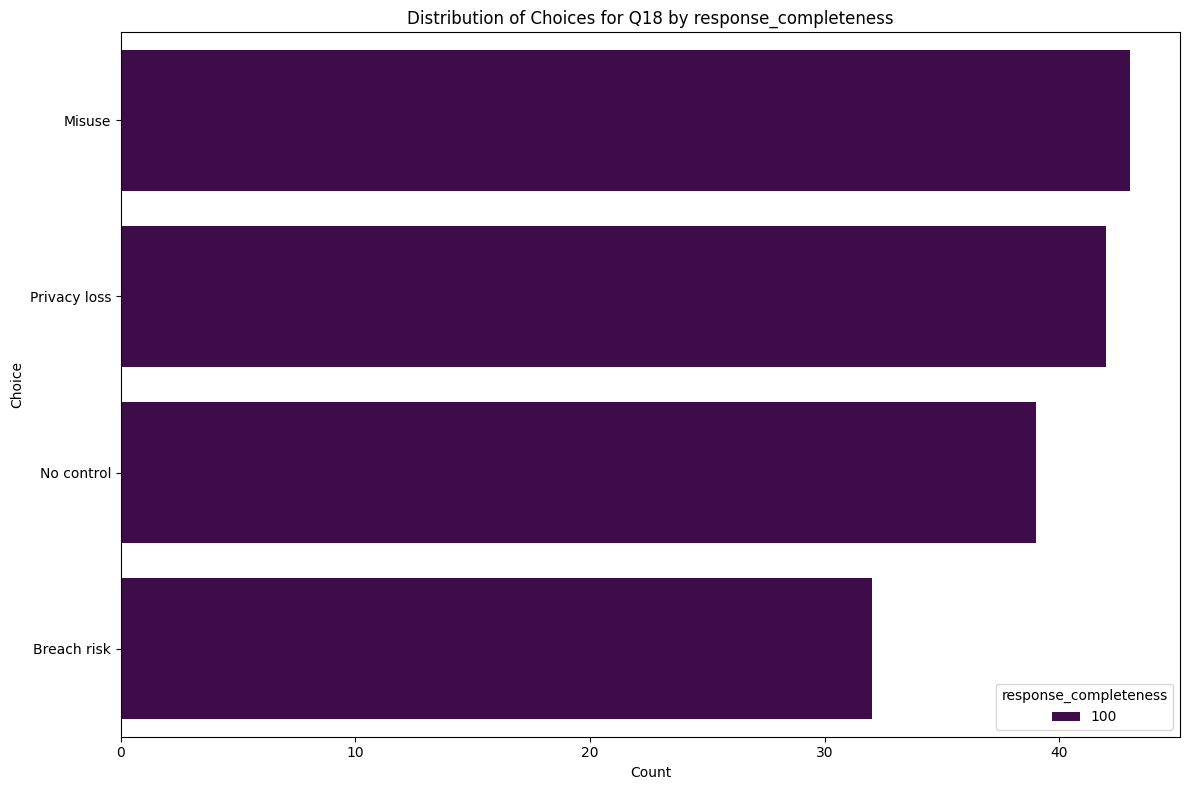 Distribution of Choices for Q18 by response_completeness
Misuse
Privacy loss
No control
Breach risk
Choice
0 10 20 30 40
Count
response_completeness
100